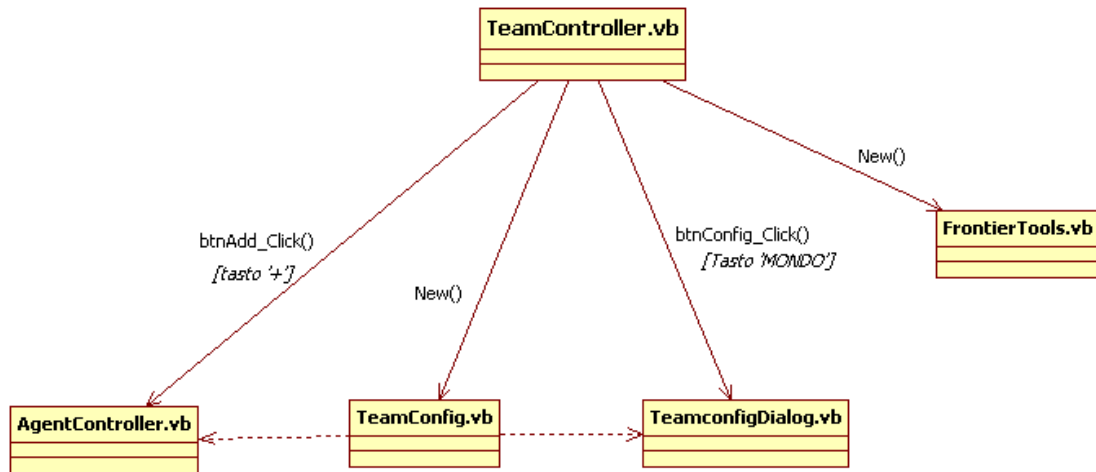 TeamController.vb
New()
FrontierTools.vb
btnAdd_Click()
[tasto '+']
btnConfig_Click()
[Tasto 'MONDO']
New()
AgentController.vb
TeamConfig.vb
TeamconfigDialog.vb